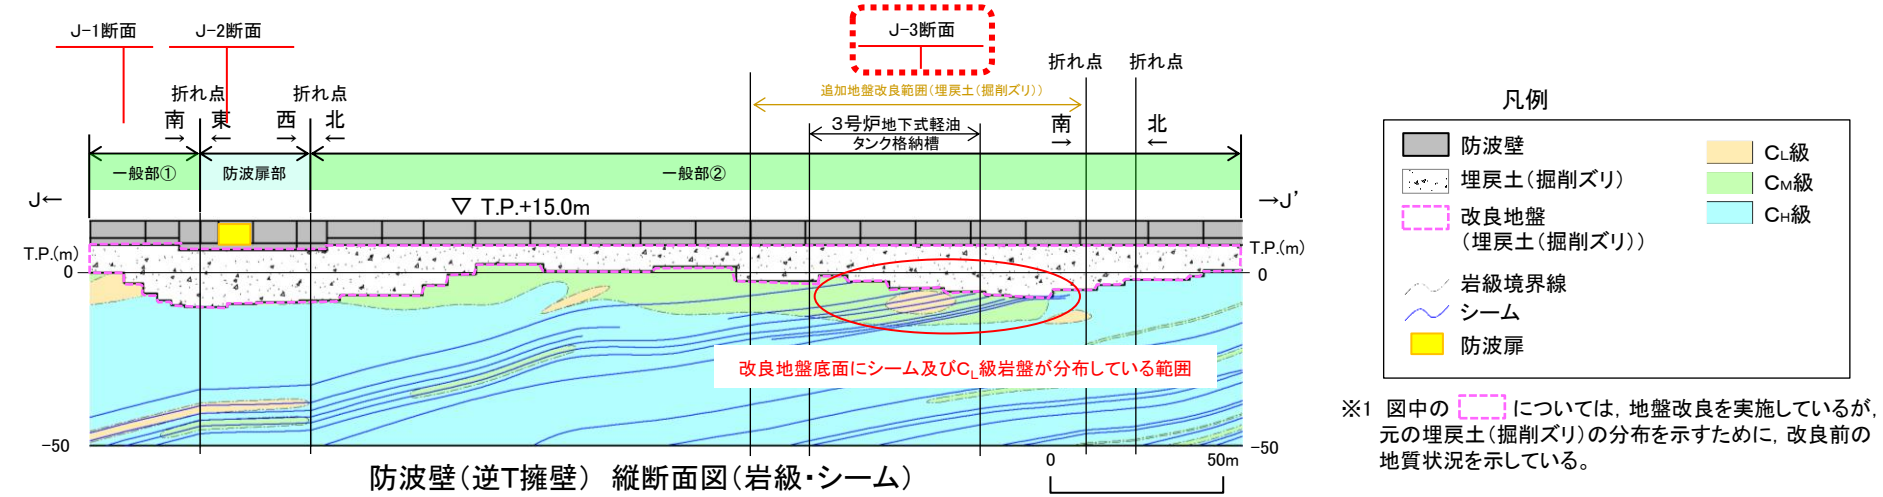 J-1断面
J-2断面
J-3断面
折れ点
折れ点
追加地盤改良範囲(埋戻土(掘削ズリ))
折れ点
折れ点
南
→
東
←
西
→
北
←
3号炉地下式軽油
タンク格納槽
南
→
北
←
一般部①
防波扉部
一般部②
J←
▽ T.P.+15.0m
→J’
T.P.(m)
T.P.(m)
0
0
改良地盤底面にシーム及びCL級岩盤が分布している範囲
-50
-50
防波壁(逆T擁壁) 縦断面図(岩級・シーム)
0
50m
凡例
防波壁
埋戻土(掘削ズリ)
改良地盤
(埋戻土(掘削ズリ))
岩級境界線
シーム
防波扉
CL級
CM級
CH級
※1 図中の については,地盤改良を実施しているが,
元の埋戻土(掘削ズリ)の分布を示すために,改良前の
地質状況を示している。